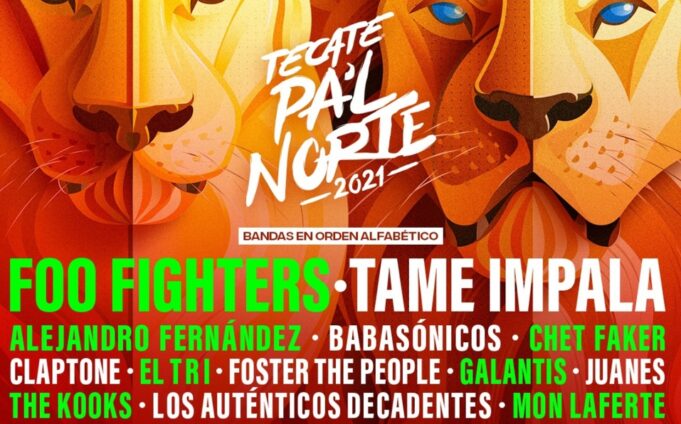 TECATE
PA'L
NORTE
-2021-
BANDAS EN ORDEN ALFABÉTICO
FOO FIGHTERS · TAME IMPALA
ALEJANDRO FERNÁNDEZ · BABASÓNICOS · CHET FAKER
CLAPTONE · EL TRI · FOSTER THE PEOPLE · GALANTIS · JUANES
THE KOOKS · LOS AUTÉNTICOS DECADENTES · MON LAFERTE